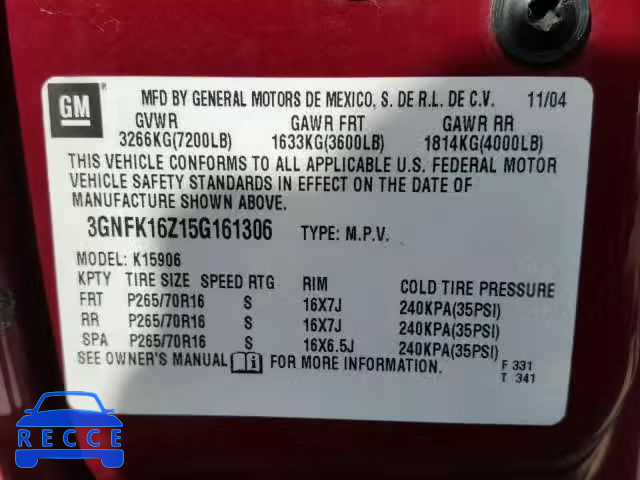 GM
MFD BY GENERAL MOTORS DE MEXICO, S. DE R.L. DE C.V. 11/04
GVWR GAWR FRT GAWR RR
3266KG(7200LB) 1633KG(3600LB) 1814KG(4000LB)
THIS VEHICLE CONFORMS TO ALL APPLICABLE U.S. FEDERAL MOTOR
VEHICLE SAFETY STANDARDS IN EFFECT ON THE DATE OF
MANUFACTURE SHOWN ABOVE.
3GNFK16Z15G161306 TYPE: M.P.V.
MODEL: K15906
KPTY TIRE SIZE SPEED RTG RIM COLD TIRE PRESSURE
FRT P265/70R16 S 16X7J 240KPA(35PSI)
RR P265/70R16 S 16X7J 240KPA(35PSI)
SPA P265/70R16 S 16X6.5J 240KPA(35PSI)
SEE OWNER'S MANUAL FOR MORE INFORMATION.
F 331
T 341
RECCE